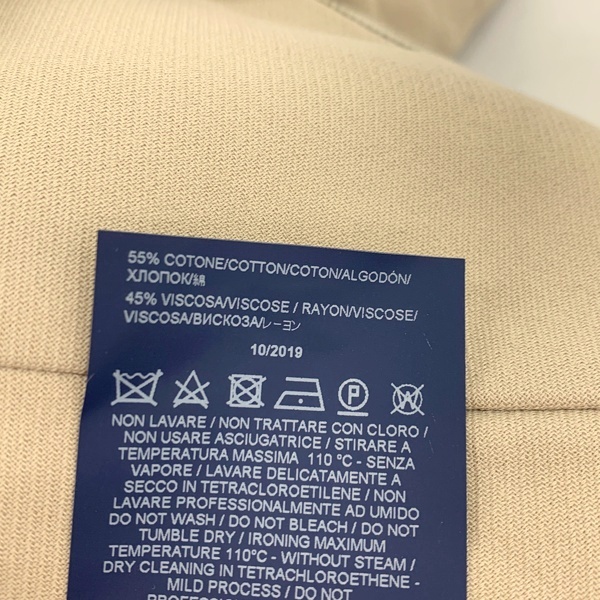 55% COTONE/COTTON/COTON/ALGODÓN/
ХЛОПОК/綿
45% VISCOSA/VISCOSE / RAYON/VISCOSE/
VISCOSA/ВИСКОЗА/レーヨン
10/2019
P W
NON LAVARE / NON TRATTARE CON CLORO /
NON USARE ASCIUGATRICE / STIRARE A
TEMPERATURA MASSIMA 110 °C - SENZA
VAPORE / LAVARE DELICATAMENTE A
SECCO IN TETRACLOROETILENE / NON
LAVARE PROFESSIONALMENTE AD UMIDO
DO NOT WASH / DO NOT BLEACH / DO NOT
TUMBLE DRY / IRONING MAXIMUM
TEMPERATURE 110°C - WITHOUT STEAM /
DRY CLEANING IN TETRACHLOROETHENE -
MILD PROCESS / DO NOT
PROFESSIONAL